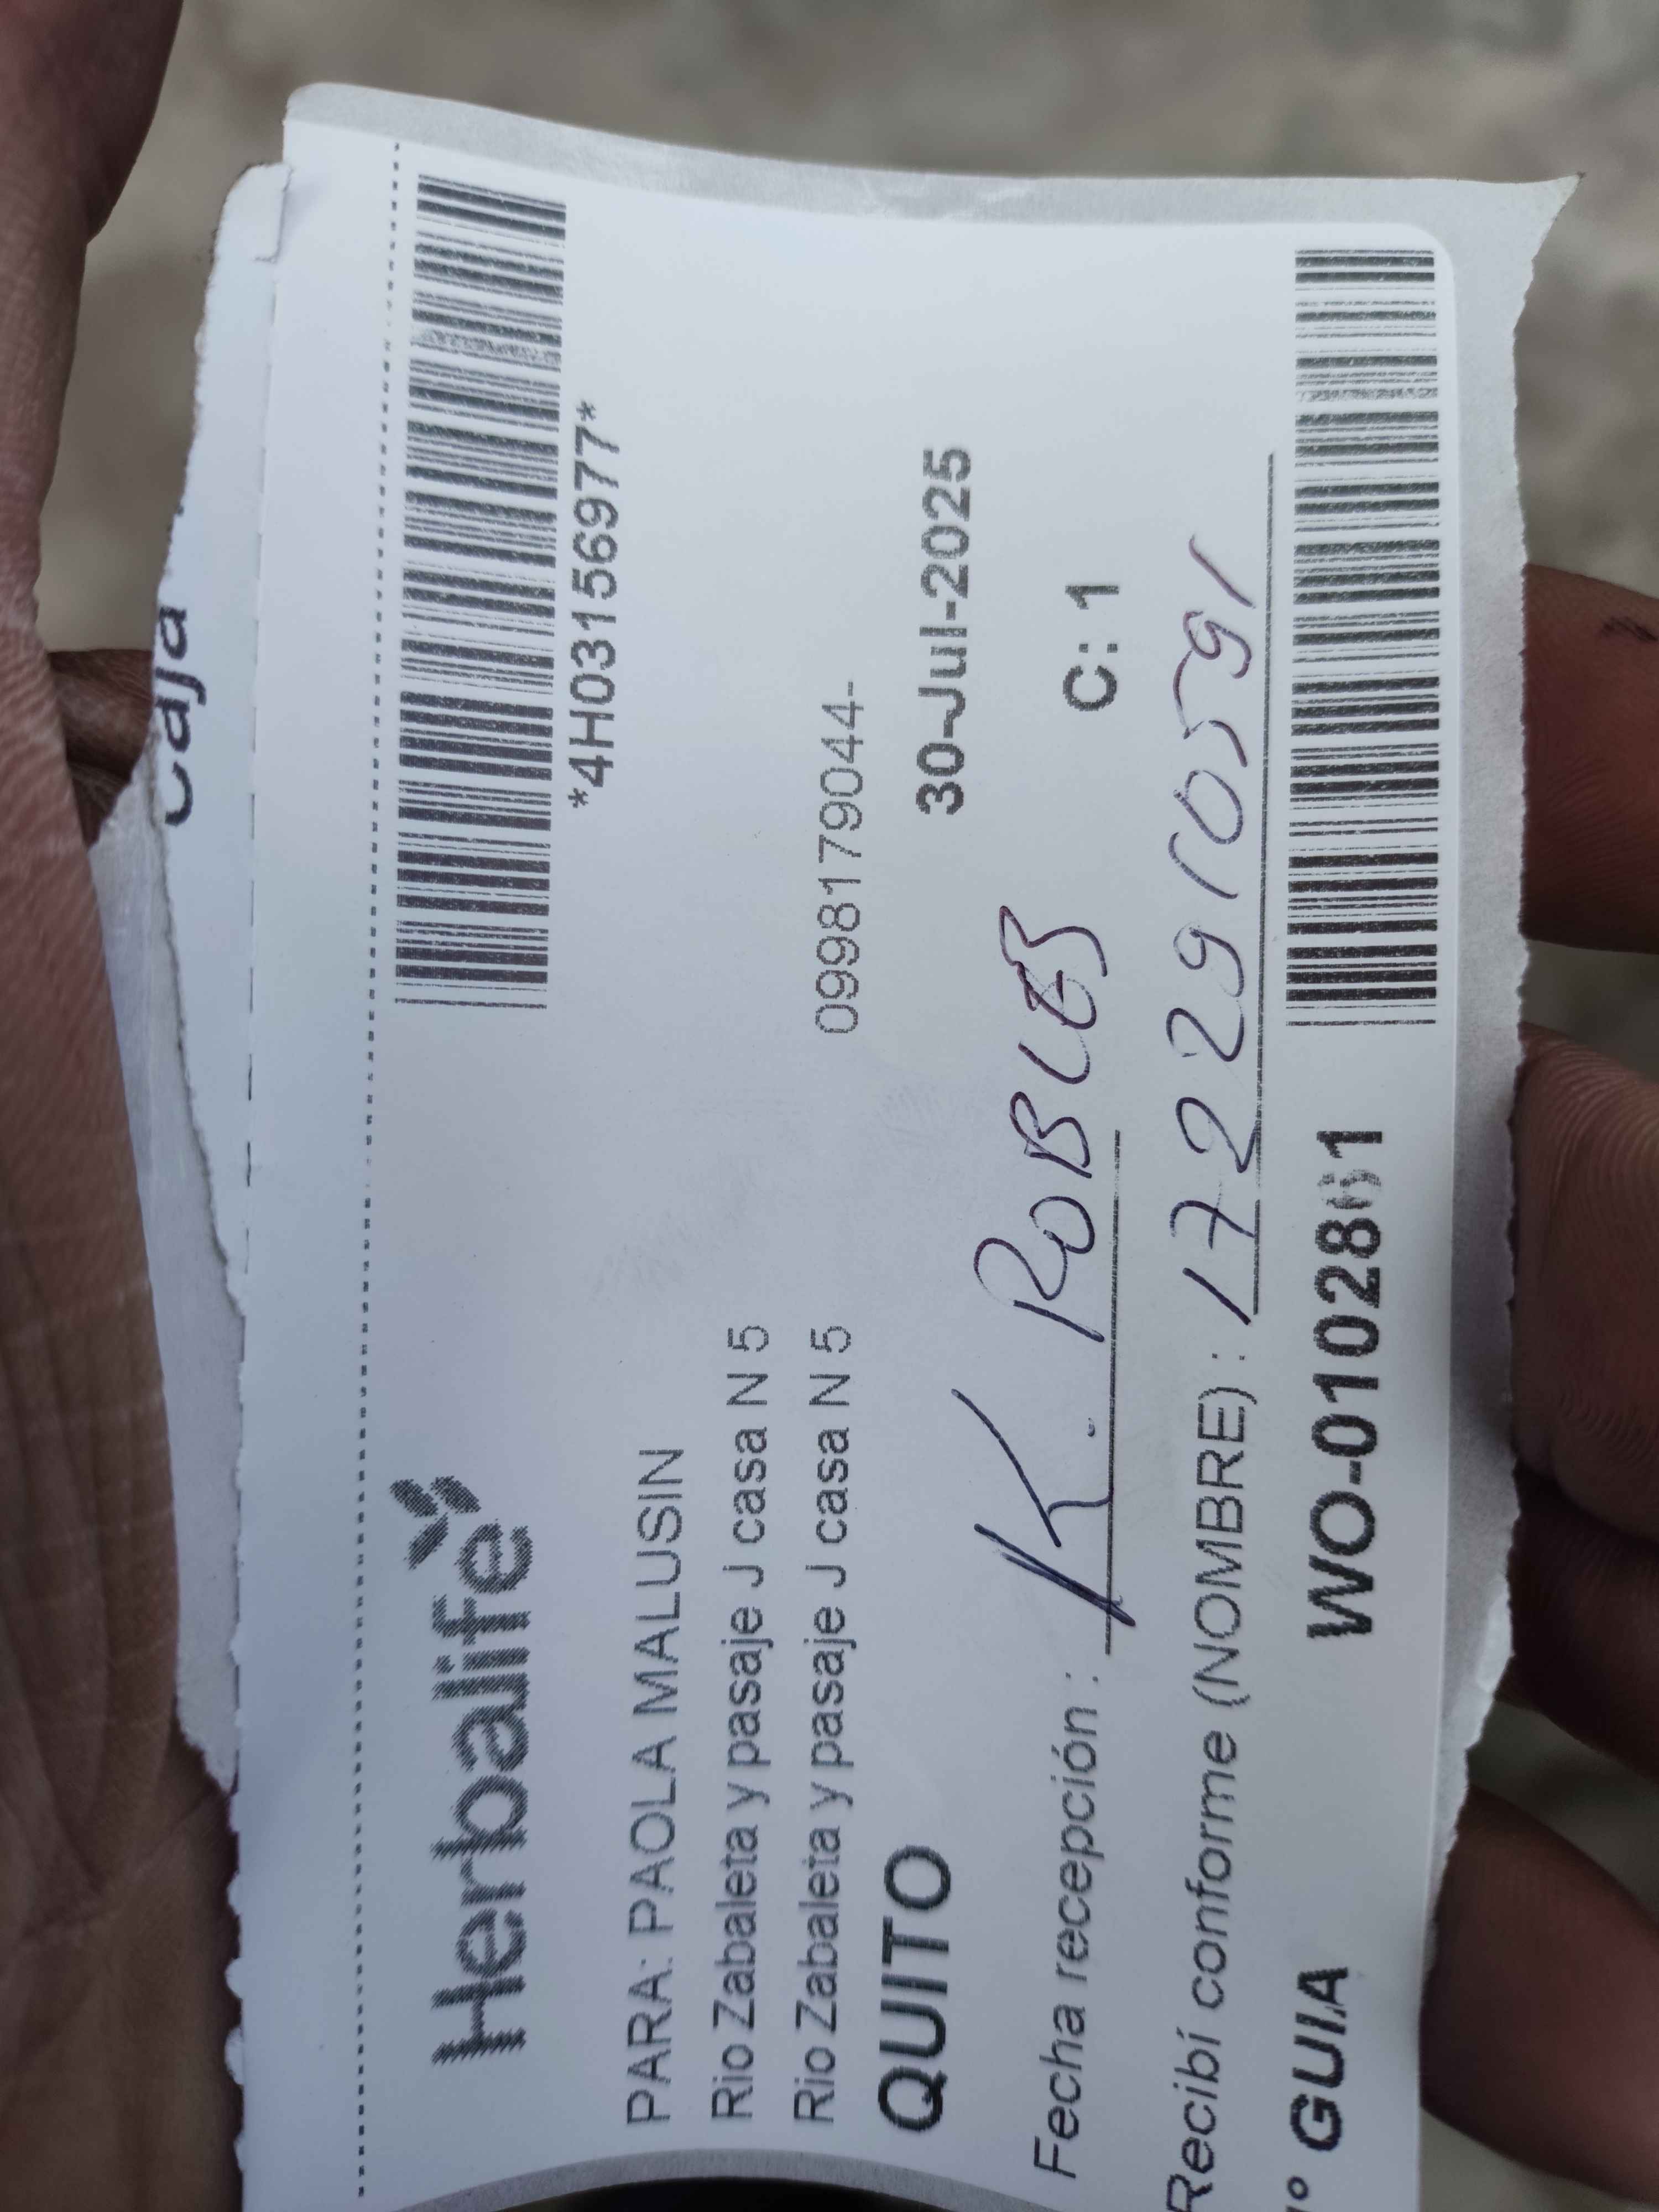 Caja
Herbalife
*4H0315697*
PARA: PAOLA MALUSIN
Rio Zabaleta y pasaje J casa N 5
Rio Zabaleta y pasaje J casa N 5
0998179044-
QUITO
30-Jul-2025
Fecha recepción : K. ROBLES
C: 1
Recibí conforme (NOMBRE) : 1722910591
° GUIA